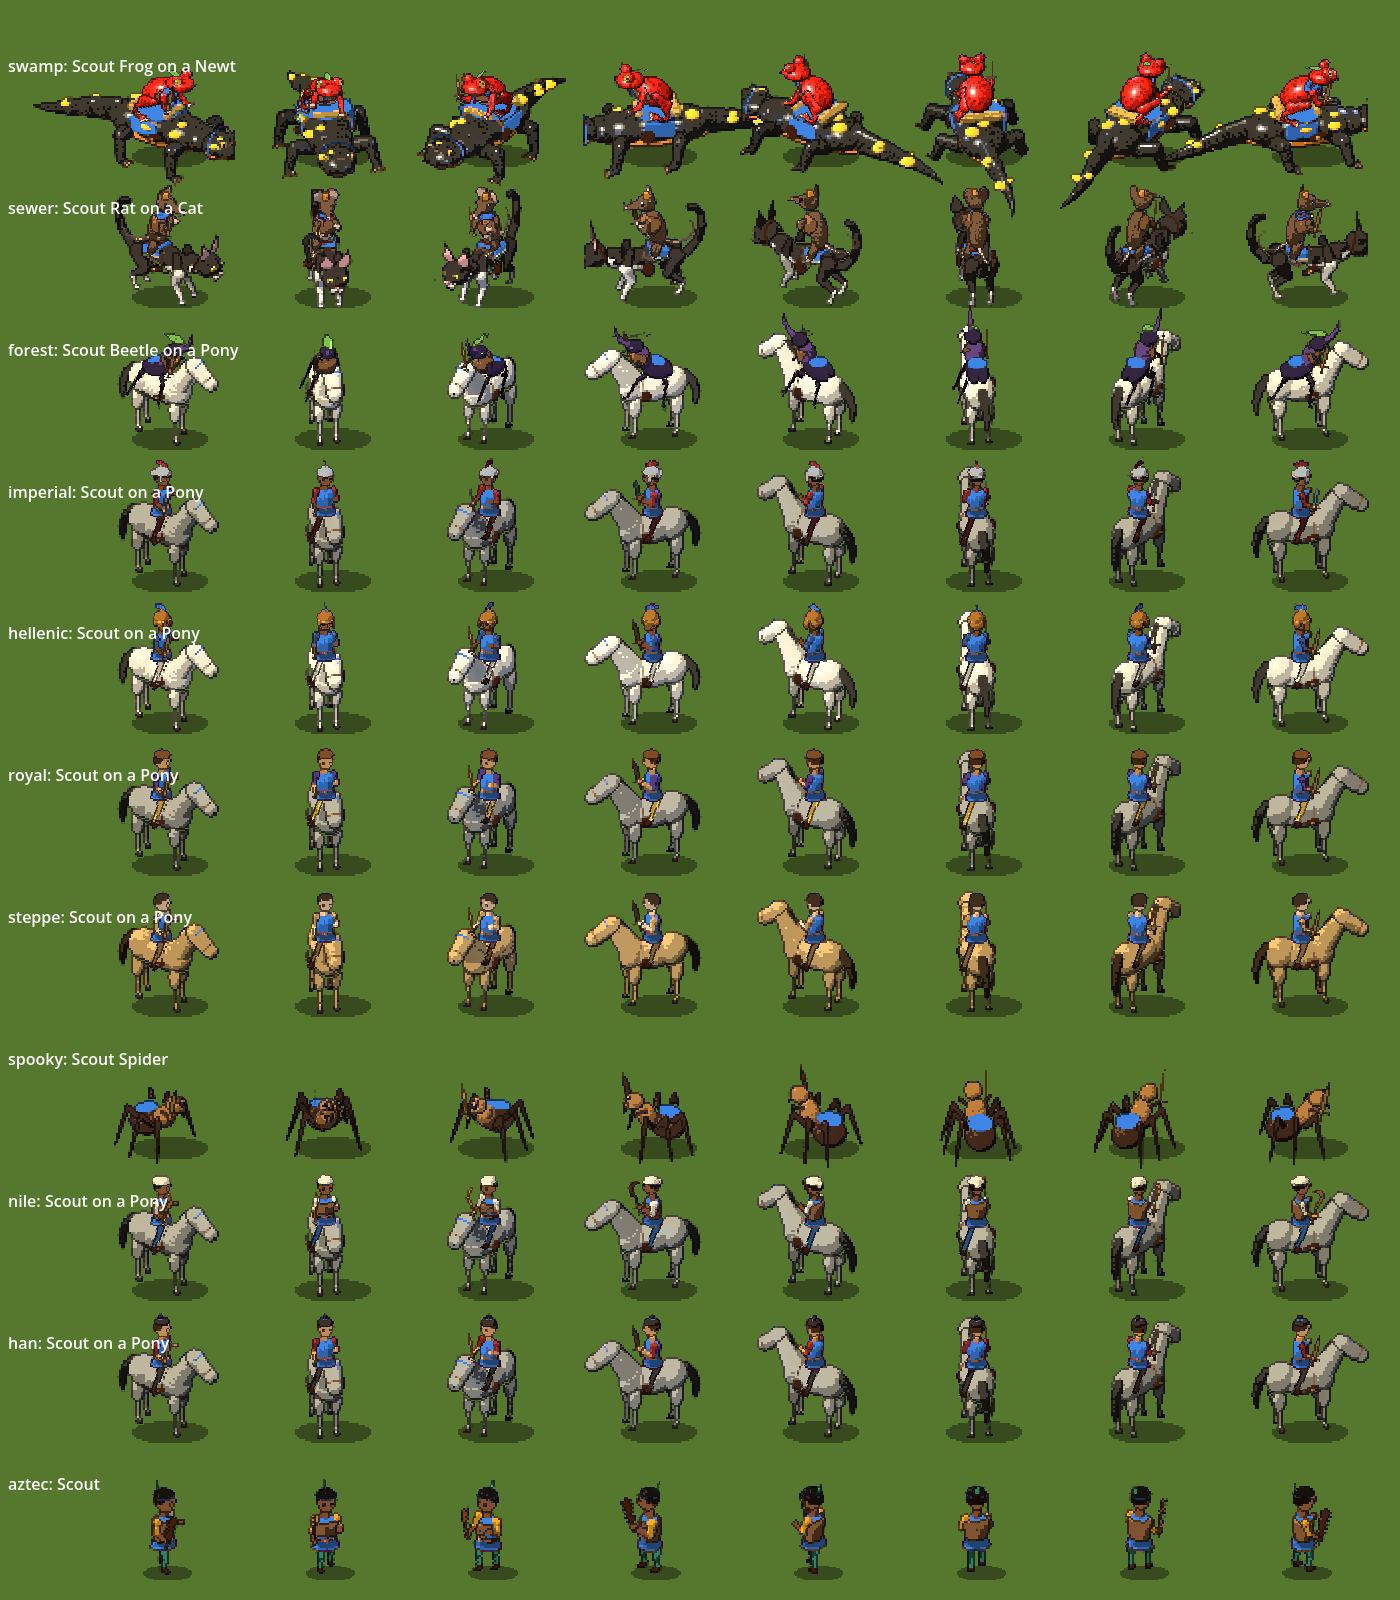 swamp: Scout Frog on a Newt
sewer: Scout Rat on a Cat
forest: Scout Beetle on a Pony
imperial: Scout on a Pony
hellenic: Scout on a Pony
royal: Scout on a Pony
steppe: Scout on a Pony
spooky: Scout Spider
nile: Scout on a Pony
han: Scout on a Pony
aztec: Scout